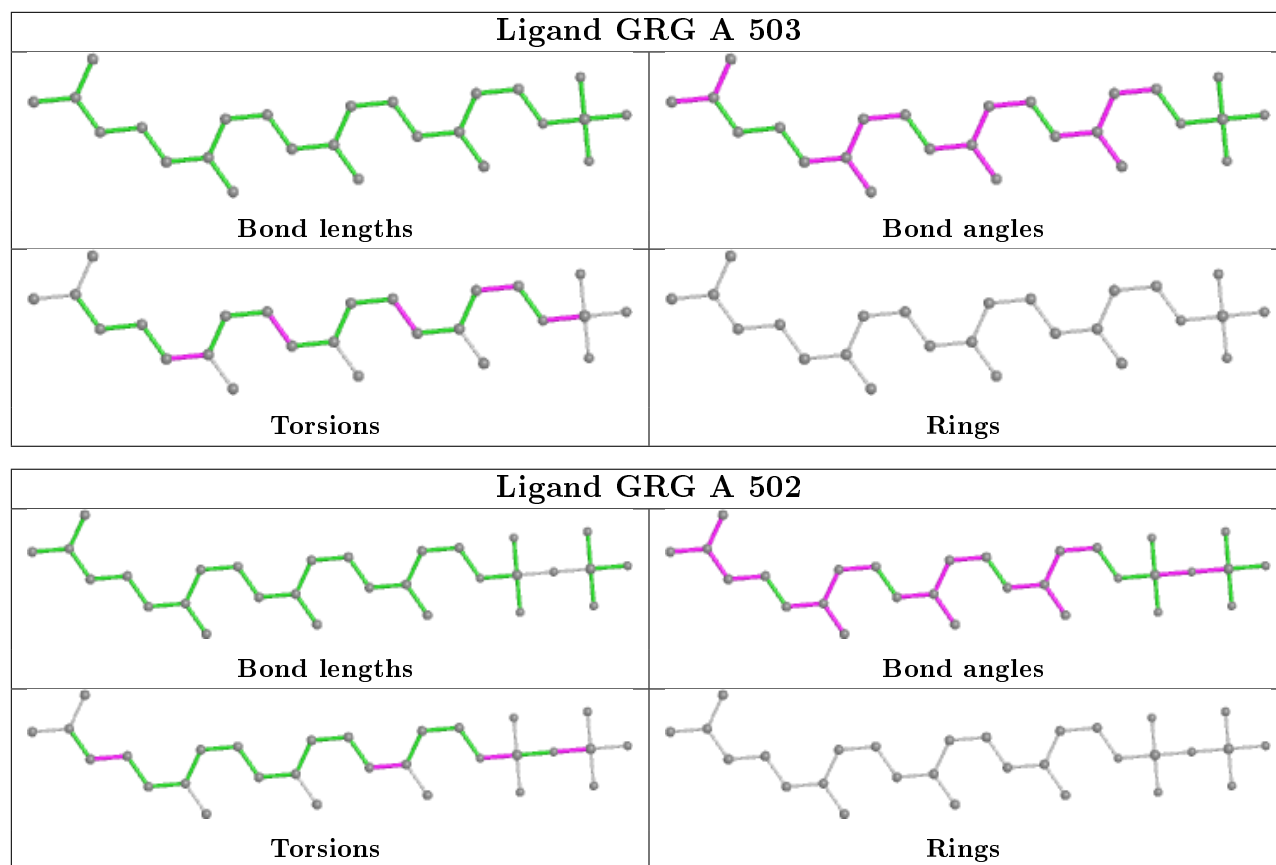 Ligand GRG A 503
Bond lengths
Bond angles
Torsions
Rings
Ligand GRG A 502
Bond lengths
Bond angles
Torsions
Rings